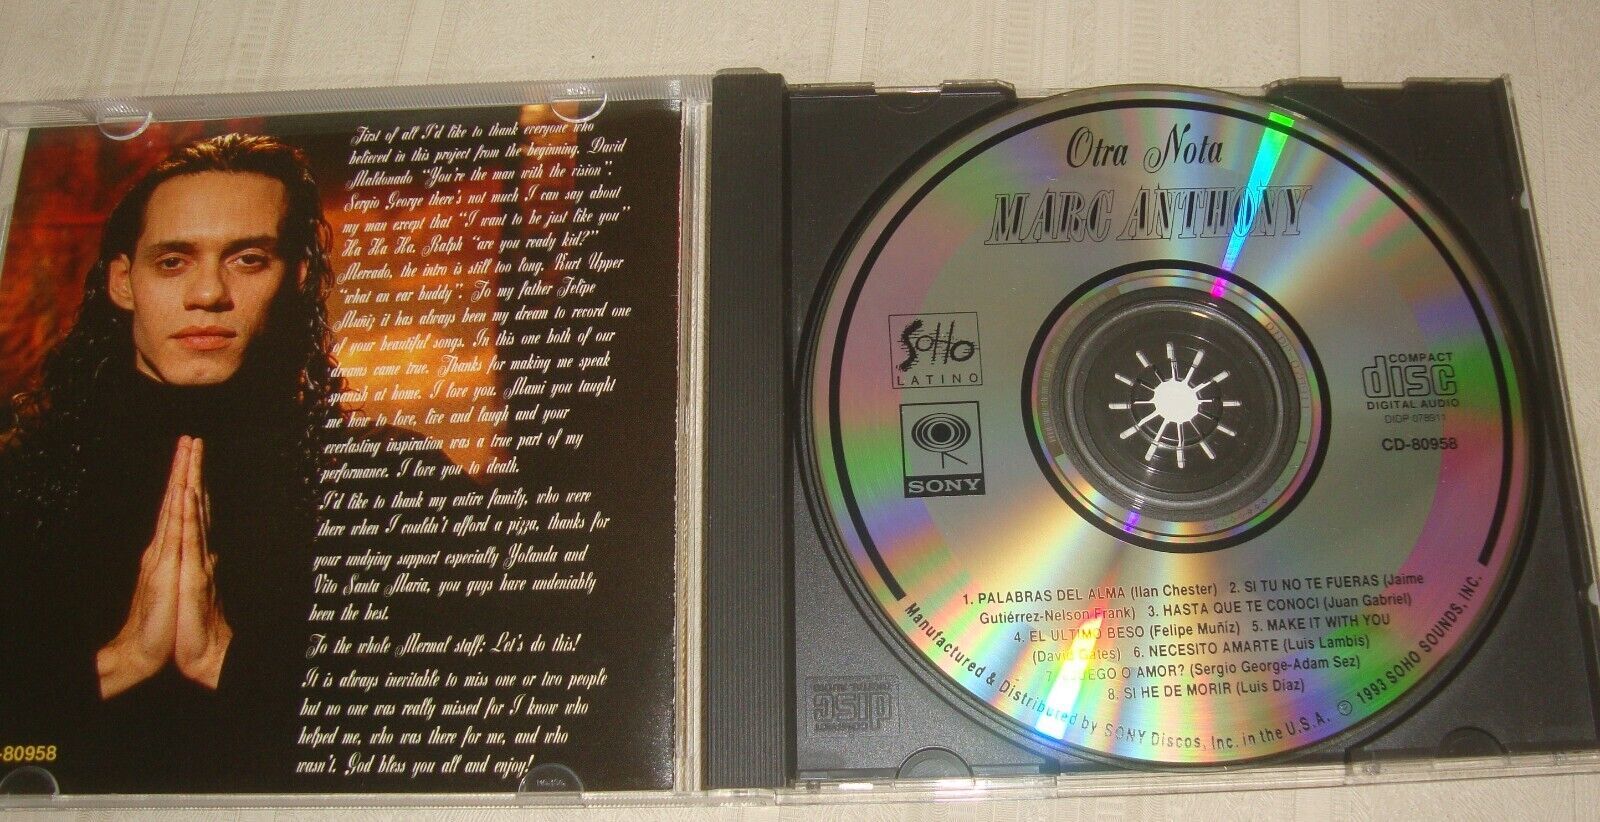 First of all I'd like to thank everyone who
believed in this project from the beginning. David
Maldonado "You're the man with the vision".
Sergio George there's not much I can say about
my man except that "I want to be just like you"
Ha Ha Ha. Ralph "are you ready kid?"
Mercado, the intro is still too long. Kurt Upper
"what an ear buddy". To my father Felipe
Muñiz it has always been my dream to record one
of your beautiful songs. In this one both of our
dreams came true. Thanks for making me speak
spanish at home. I love you. Mami you taught
me how to love, live and laugh and your
everlasting inspiration was a true part of my
performance. I love you to death.
I'd like to thank my entire family, who were
there when I couldn't afford a pizza, thanks for
your undying support especially Yolanda and
Vito Santa Maria, you guys have undeniably
been the best.
To the whole Mermal staff: Let's do this!
It is always inevitable to miss one or two people
but no one was really missed for I know who
helped me, who was there for me, and who
wasn't. God bless you all and enjoy!
-80958
Otra Nota
MARC ANTHONY
SoHo
LATINO
SONY
COMPACT
disc
DIGITAL AUDIO
DIDP 078911
CD-80958
1. PALABRAS DEL ALMA (Ilan Chester) 2. SI TU NO TE FUERAS (Jaime
Gutiérrez-Nelson Frank) 3. HASTA QUE TE CONOCI (Juan Gabriel)
4. EL ULTIMO BESO (Felipe Muñiz) 5. MAKE IT WITH YOU
(David Gates) 6. NECESITO AMARTE (Luis Lambis)
7. ¿JUEGO O AMOR? (Sergio George-Adam Sez)
8. SI HE DE MORIR (Luis Díaz)
Manufactured & Distributed by SONY Discos, Inc. in the U.S.A. ℗ 1993 SOHO SOUNDS, INC.
COMPACT
disc
DIGITAL AUDIO